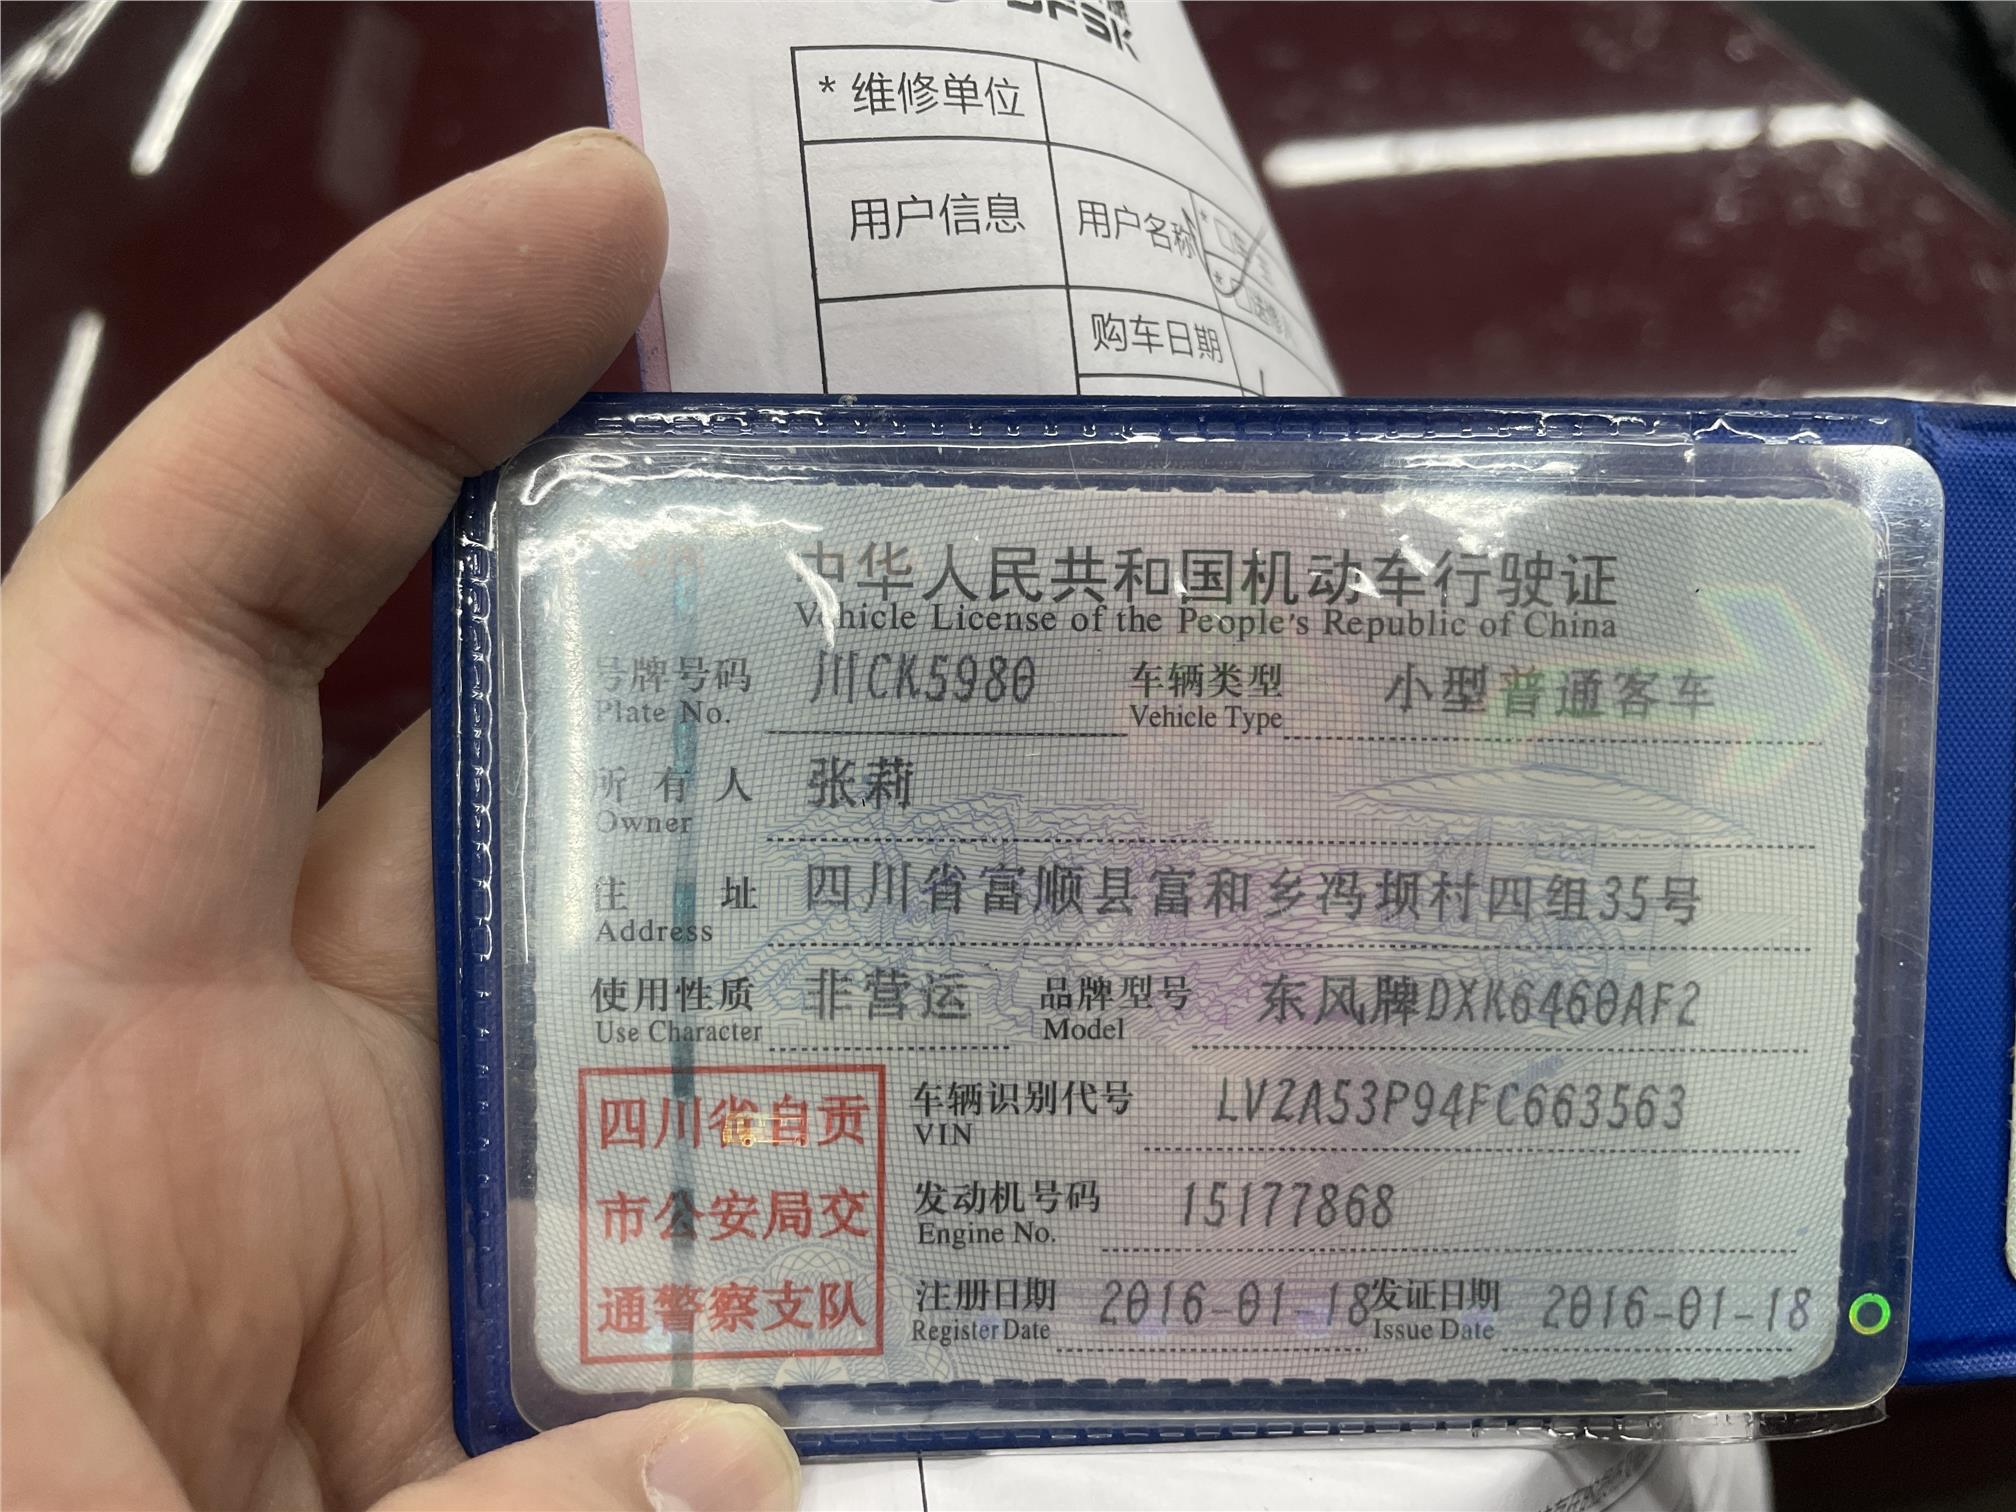 DFSK
* 维修单位
用户信息
用户名称
购车日期
中华人民共和国机动车行驶证
Vehicle License of the People's Republic of China
号牌号码 川CK5980 车辆类型 小型普通客车
Plate No. Vehicle Type
所有人 张莉
Owner
住址 四川省富顺县富和乡冯坝村四组35号
Address
使用性质 非营运 品牌型号 东风牌DXK6460AF2
Use Character Model
四川省自贡
市公安局交
通警察支队
车辆识别代号 LVZA53P94FC663563
VIN
发动机号码 15177868
Engine No.
注册日期 2016-01-18 发证日期 2016-01-18
Register Date Issue Date